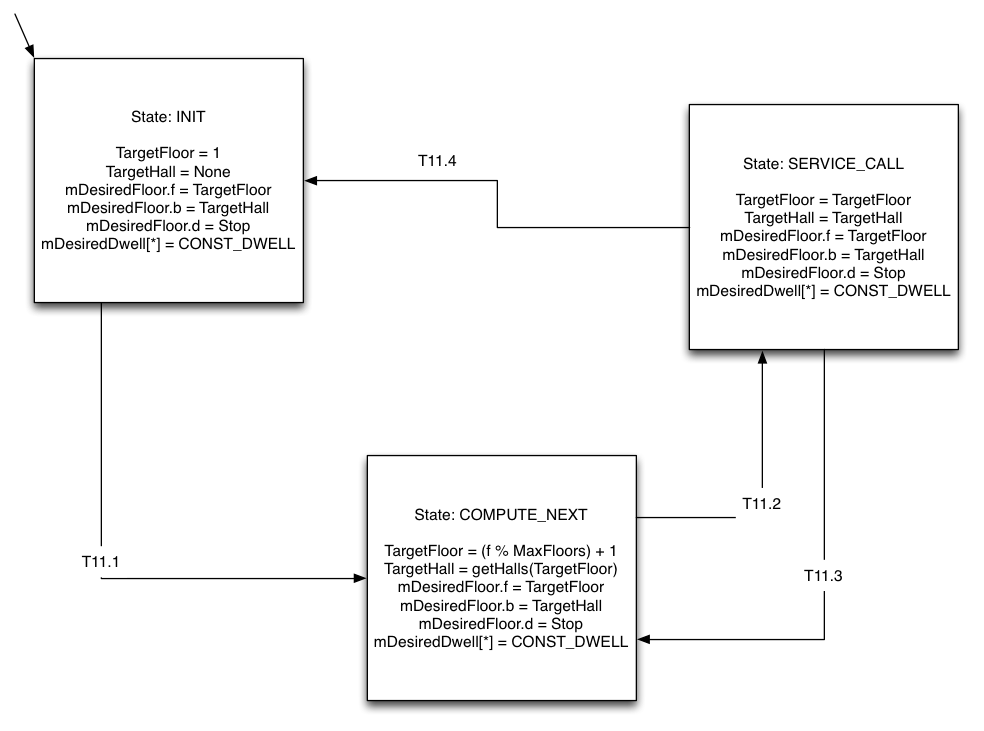 State: INIT
TargetFloor = 1
TargetHall = None
mDesiredFloor.f = TargetFloor
mDesiredFloor.b = TargetHall
mDesiredFloor.d = Stop
mDesiredDwell[*] = CONST_DWELL
T11.4
State: SERVICE_CALL
TargetFloor = TargetFloor
TargetHall = TargetHall
mDesiredFloor.f = TargetFloor
mDesiredFloor.b = TargetHall
mDesiredFloor.d = Stop
mDesiredDwell[*] = CONST_DWELL
T11.1
State: COMPUTE_NEXT
TargetFloor = (f % MaxFloors) + 1
TargetHall = getHalls(TargetFloor)
mDesiredFloor.f = TargetFloor
mDesiredFloor.b = TargetHall
mDesiredFloor.d = Stop
mDesiredDwell[*] = CONST_DWELL
T11.2
T11.3